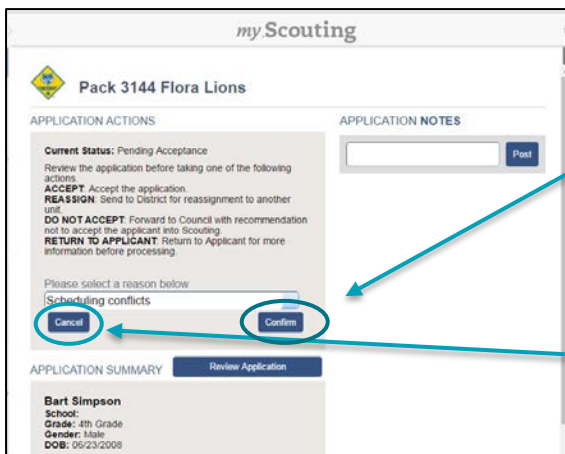 my.Scouting
Pack 3144 Flora Lions
APPLICATION ACTIONS
Current Status: Pending Acceptance
Review the application before taking one of the following
actions.
ACCEPT: Accept the application.
REASSIGN: Send to District for reassignment to another
unit.
DO NOT ACCEPT: Forward to Council with recommendation
not to accept the applicant into Scouting.
RETURN TO APPLICANT: Return to Applicant for more
information before processing.
Please select a reason below
Scheduling conflicts
Cancel
Confirm
APPLICATION NOTES
Post
APPLICATION SUMMARY
Review Application
Bart Simpson
School:
Grade: 4th Grade
Gender: Male
DOB: 06/23/2008